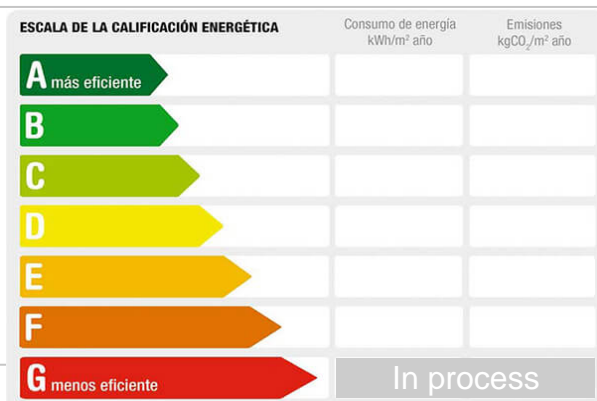 ESCALA DE LA CALIFICACIÓN ENERGÉTICA
Consumo de energía
kWh/m² año
Emisiones
kgCO₂/m² año
A más eficiente
B
C
D
E
F
G menos eficiente
In process